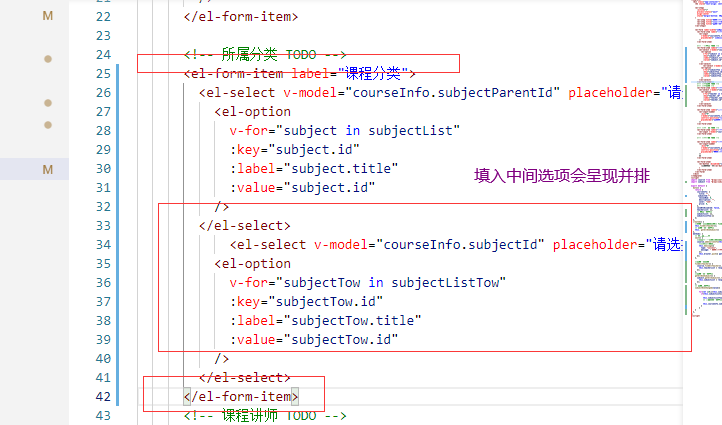 M
M
21 />
22 </el-form-item>
23
24 <!-- 所属分类 TODO -->
25 <el-form-item label="课程分类">
26 <el-select v-model="courseInfo.subjectParentId" placeholder="请
27 <el-option
28 v-for="subject in subjectList"
29 :key="subject.id"
30 :label="subject.title"
31 :value="subject.id"
32 />
33 </el-select>
34 <el-select v-model="courseInfo.subjectId" placeholder="请选
35 <el-option
36 v-for="subjectTow in subjectListTow"
37 :key="subjectTow.id"
38 :label="subjectTow.title"
39 :value="subjectTow.id"
40 />
41 </el-select>
42 </el-form-item>
43 <!-- 课程讲师 TODO -->
填入中间选项会呈现并排